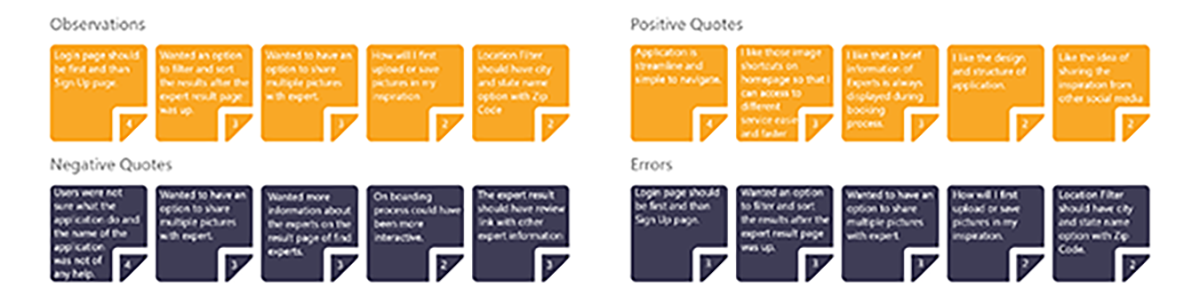 Observations
Login page should
be first and than
Sign Up page.
4
Wanted an option
to filter and sort
the results after the
expert result page
was up.
3
Wanted to have an
option to share
multiple pictures
with expert.
3
How will I first
upload or save
pictures in my
inspiration
2
Location Filter
should have city
and state name
option with Zip
Code
2
Positive Quotes
Application is
streamline and
simple to navigate.
4
I like those image
shortcuts on
homepage so that I
can access to
different
service easier
and faster
3
I like that a brief
information of
Experts is always
displayed during
booking
process.
3
I like the design
and structure of
application.
2
Like the idea of
sharing the
inspiration from
other social media
2
Negative Quotes
Users were not
sure what the
application do and
the name of the
application
was not of
any help.
4
Wanted to have an
option to share
multiple pictures
with expert.
3
Wanted more
information about
the experts on the
result page of find
experts.
3
On boarding
process could have
been more
interactive.
2
The expert result
should have review
link with other
expert information
3
Errors
Login page should
be first and than
Sign Up page.
3
Wanted an option
to filter and sort
the results after the
expert result page
was up.
3
Wanted to have an
option to share
multiple pictures
with expert.
3
How will I first
upload or save
pictures in my
inspiration.
2
Location Filter
should have city
and state name
option with Zip
Code.
2